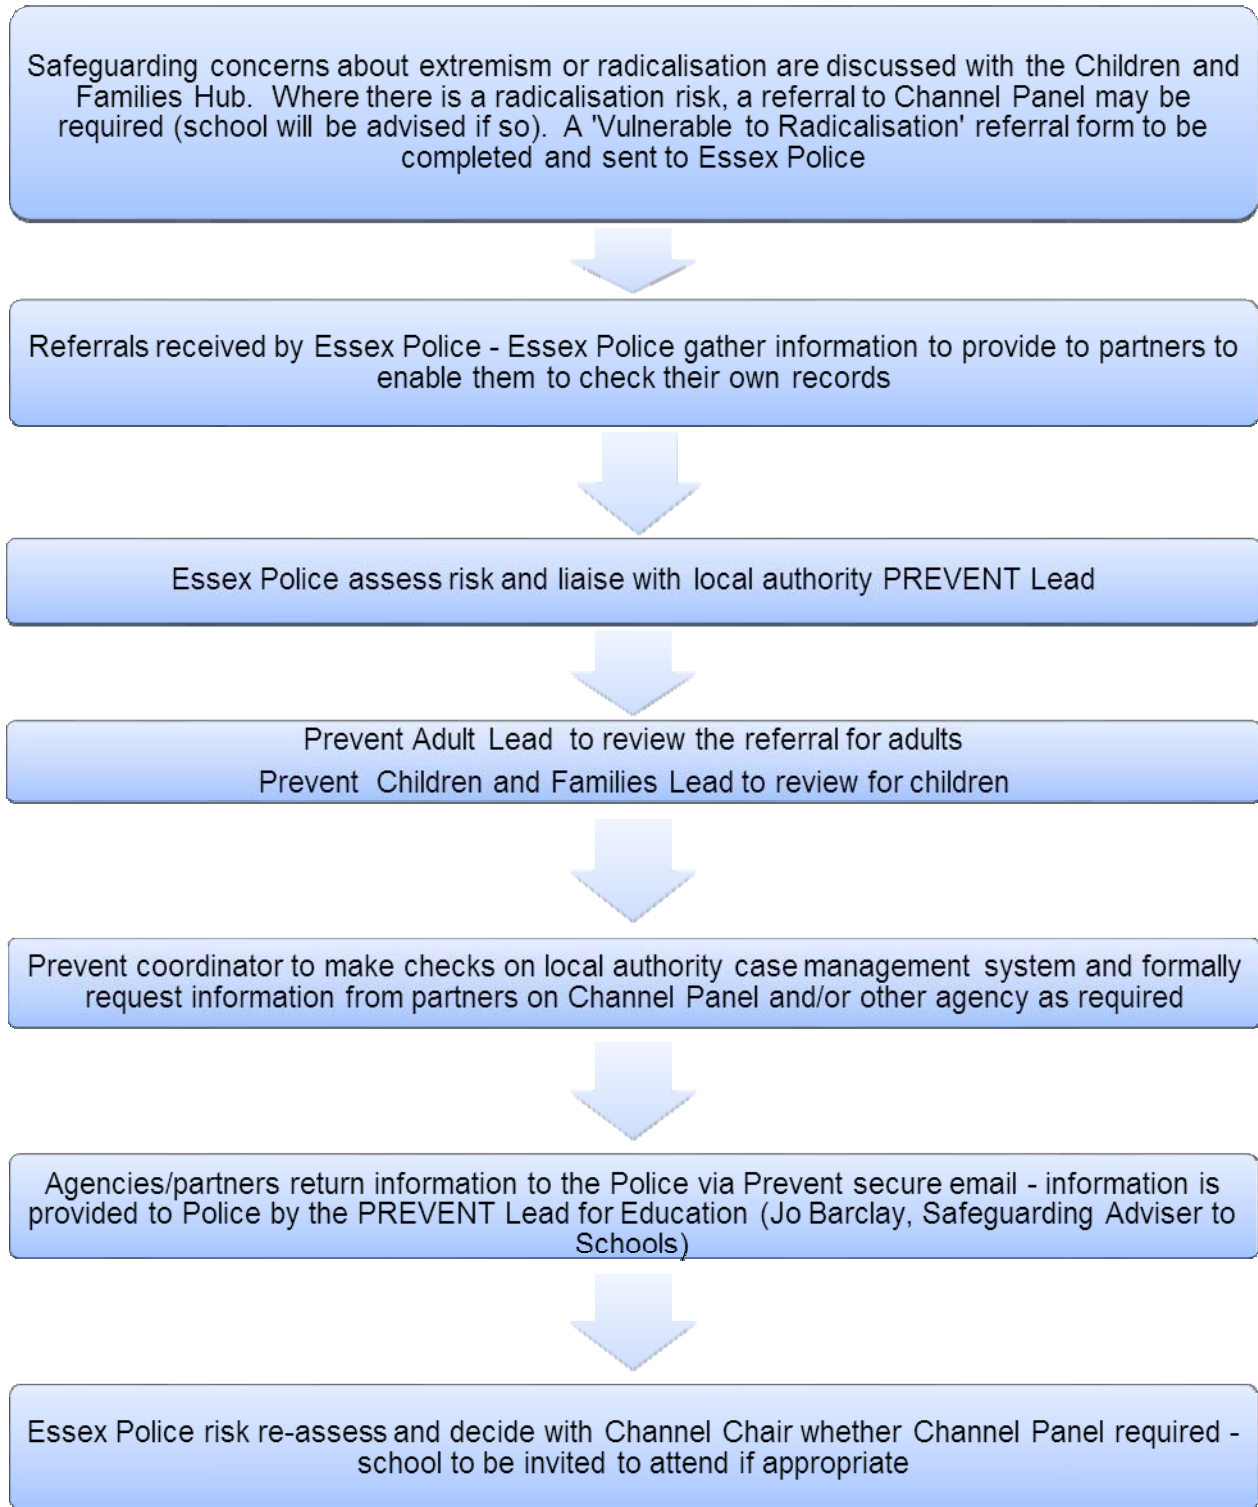 Safeguarding concerns about extremism or radicalisation are discussed with the Children and
Families Hub. Where there is a radicalisation risk, a referral to Channel Panel may be
required (school will be advised if so). A 'Vulnerable to Radicalisation' referral form to be
completed and sent to Essex Police
Referrals received by Essex Police - Essex Police gather information to provide to partners to
enable them to check their own records
Essex Police assess risk and liaise with local authority PREVENT Lead
Prevent Adult Lead to review the referral for adults
Prevent Children and Families Lead to review for children
Prevent coordinator to make checks on local authority case management system and formally
request information from partners on Channel Panel and/or other agency as required
Agencies/partners return information to the Police via Prevent secure email - information is
provided to Police by the PREVENT Lead for Education (Jo Barclay, Safeguarding Adviser to
Schools)
Essex Police risk re-assess and decide with Channel Chair whether Channel Panel required -
school to be invited to attend if appropriate